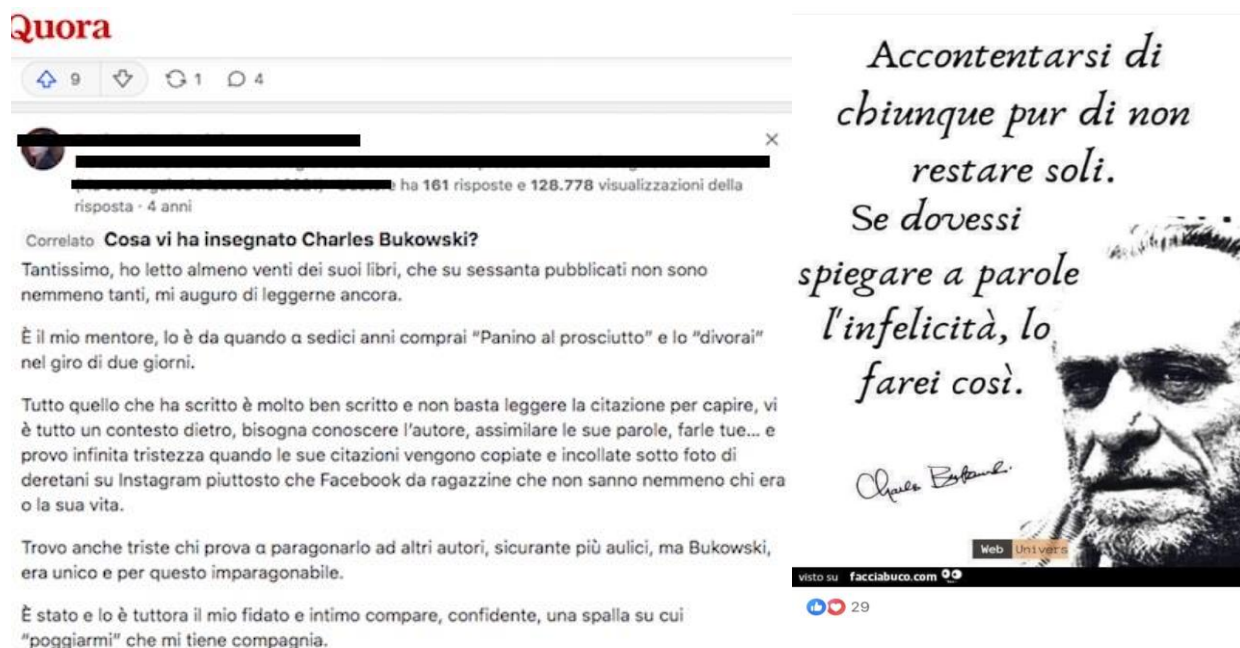 Quora
9 1 4
e ha 161 risposte e 128.778 visualizzazioni della
risposta · 4 anni
Correlato Cosa vi ha insegnato Charles Bukowski?
Tantissimo, ho letto almeno venti dei suoi libri, che su sessanta pubblicati non sono
nemmeno tanti, mi auguro di leggerne ancora.
È il mio mentore, lo è da quando a sedici anni comprai “Panino al prosciutto” e lo “divorai”
nel giro di due giorni.
Tutto quello che ha scritto è molto ben scritto e non basta leggere la citazione per capire, vi
è tutto un contesto dietro, bisogna conoscere l’autore, assimilare le sue parole, farle tue... e
provo infinita tristezza quando le sue citazioni vengono copiate e incollate sotto foto di
deretani su Instagram piuttosto che Facebook da ragazzine che non sanno nemmeno chi era
o la sua vita.
Trovo anche triste chi prova a paragonarlo ad altri autori, sicurante più aulici, ma Bukowski,
era unico e per questo imparagonabile.
È stato e lo è tuttora il mio fidato e intimo compare, confidente, una spalla su cui
“poggiarmi” che mi tiene compagnia.
Accontentarsi di
chiunque pur di non
restare soli.
Se dovessi
spiegare a parole
l'infelicità, lo
farei così.
Charles Bukowski
Web Univers
visto su facciabuco.com
29